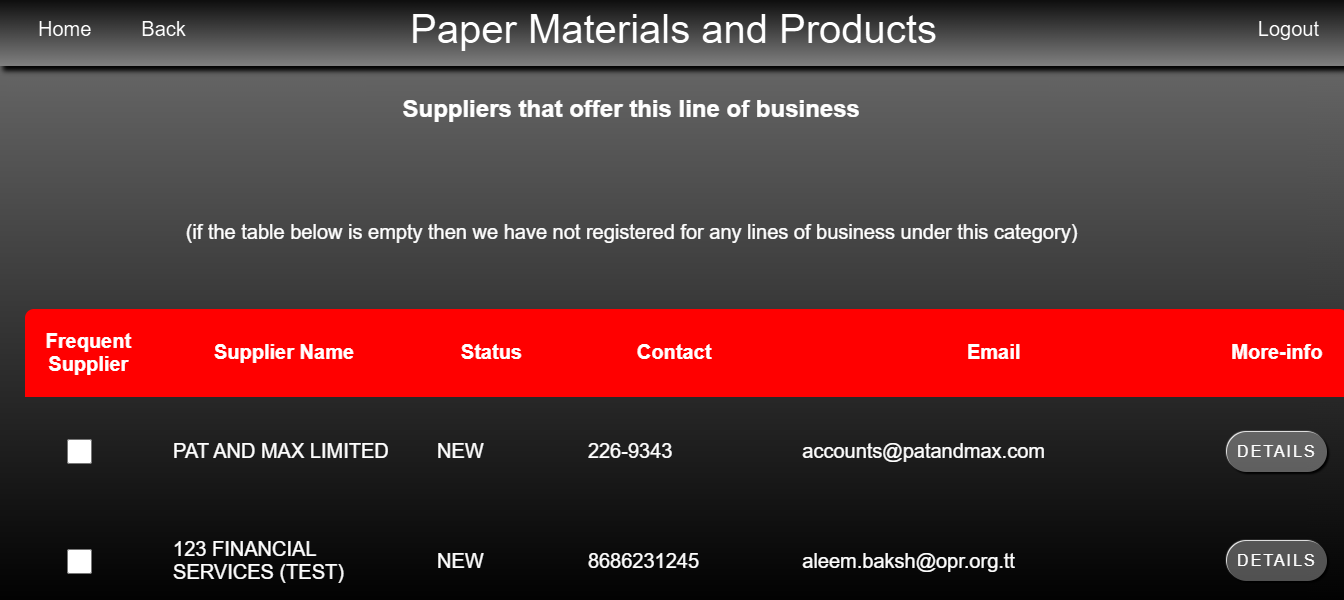 Home Back Paper Materials and Products Logout
Suppliers that offer this line of business
(if the table below is empty then we have not registered for any lines of business under this category)
Frequent Supplier Supplier Name Status Contact Email More-info
PAT AND MAX LIMITED NEW 226-9343 accounts@patandmax.com DETAILS
123 FINANCIAL SERVICES (TEST) NEW 8686231245 aleem.baksh@opr.org.tt DETAILS